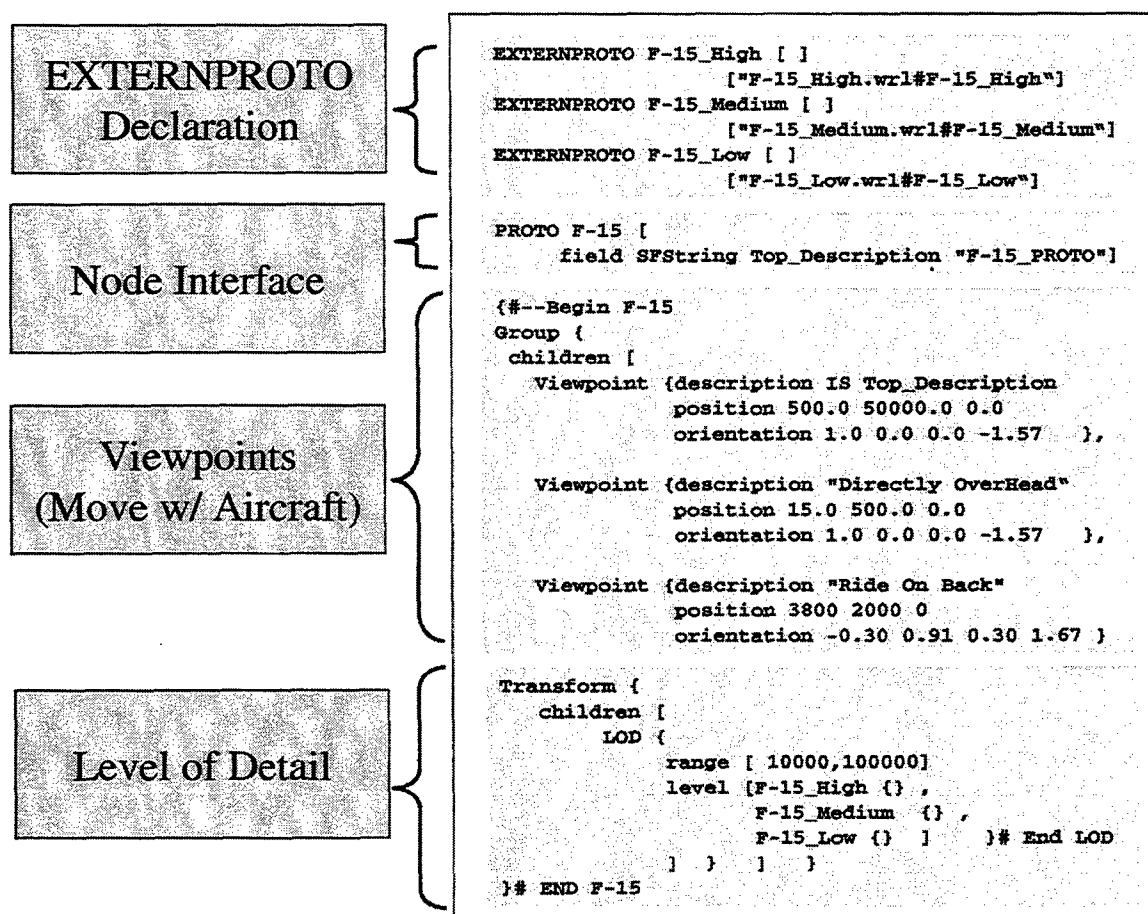 EXTERNPROTO
Declaration
EXTERNPROTO F-15_High [ ]
["F-15_High.wrl#F-15_High"]
EXTERNPROTO F-15_Medium [ ]
["F-15_Medium.wrl#F-15_Medium"]
EXTERNPROTO F-15_Low [ ]
["F-15_Low.wrl#F-15_Low"]
Node Interface
PROTO F-15 [
field SFString Top_Description "F-15_PROTO"]
Viewpoints
(Move w/ Aircraft)
{#--Begin F-15
Group {
children [
Viewpoint {description IS Top_Description
position 500.0 50000.0 0.0
orientation 1.0 0.0 0.0 -1.57 },
Viewpoint {description "Directly OverHead"
position 15.0 500.0 0.0
orientation 1.0 0.0 0.0 -1.57 },
Viewpoint {description "Ride On Back"
position 3800 2000 0
orientation -0.30 0.91 0.30 1.67 }
Level of Detail
Transform {
children [
LOD {
range [ 10000,100000]
level [F-15_High {} ,
F-15_Medium {} ,
F-15_Low {} ] }# End LOD
] } ] }
}# END F-15